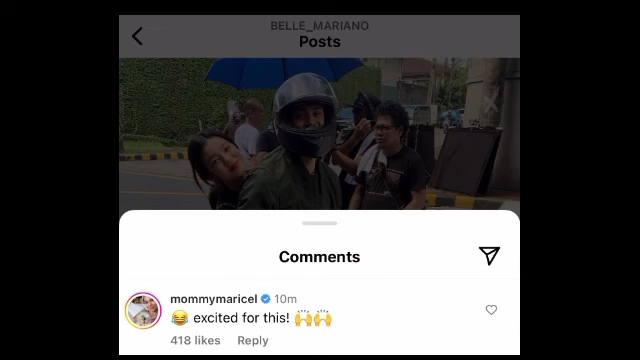 BELLE_MARIANO
Posts
Comments
mommymaricel 10m
😂 excited for this! 🙌🙌
418 likes Reply